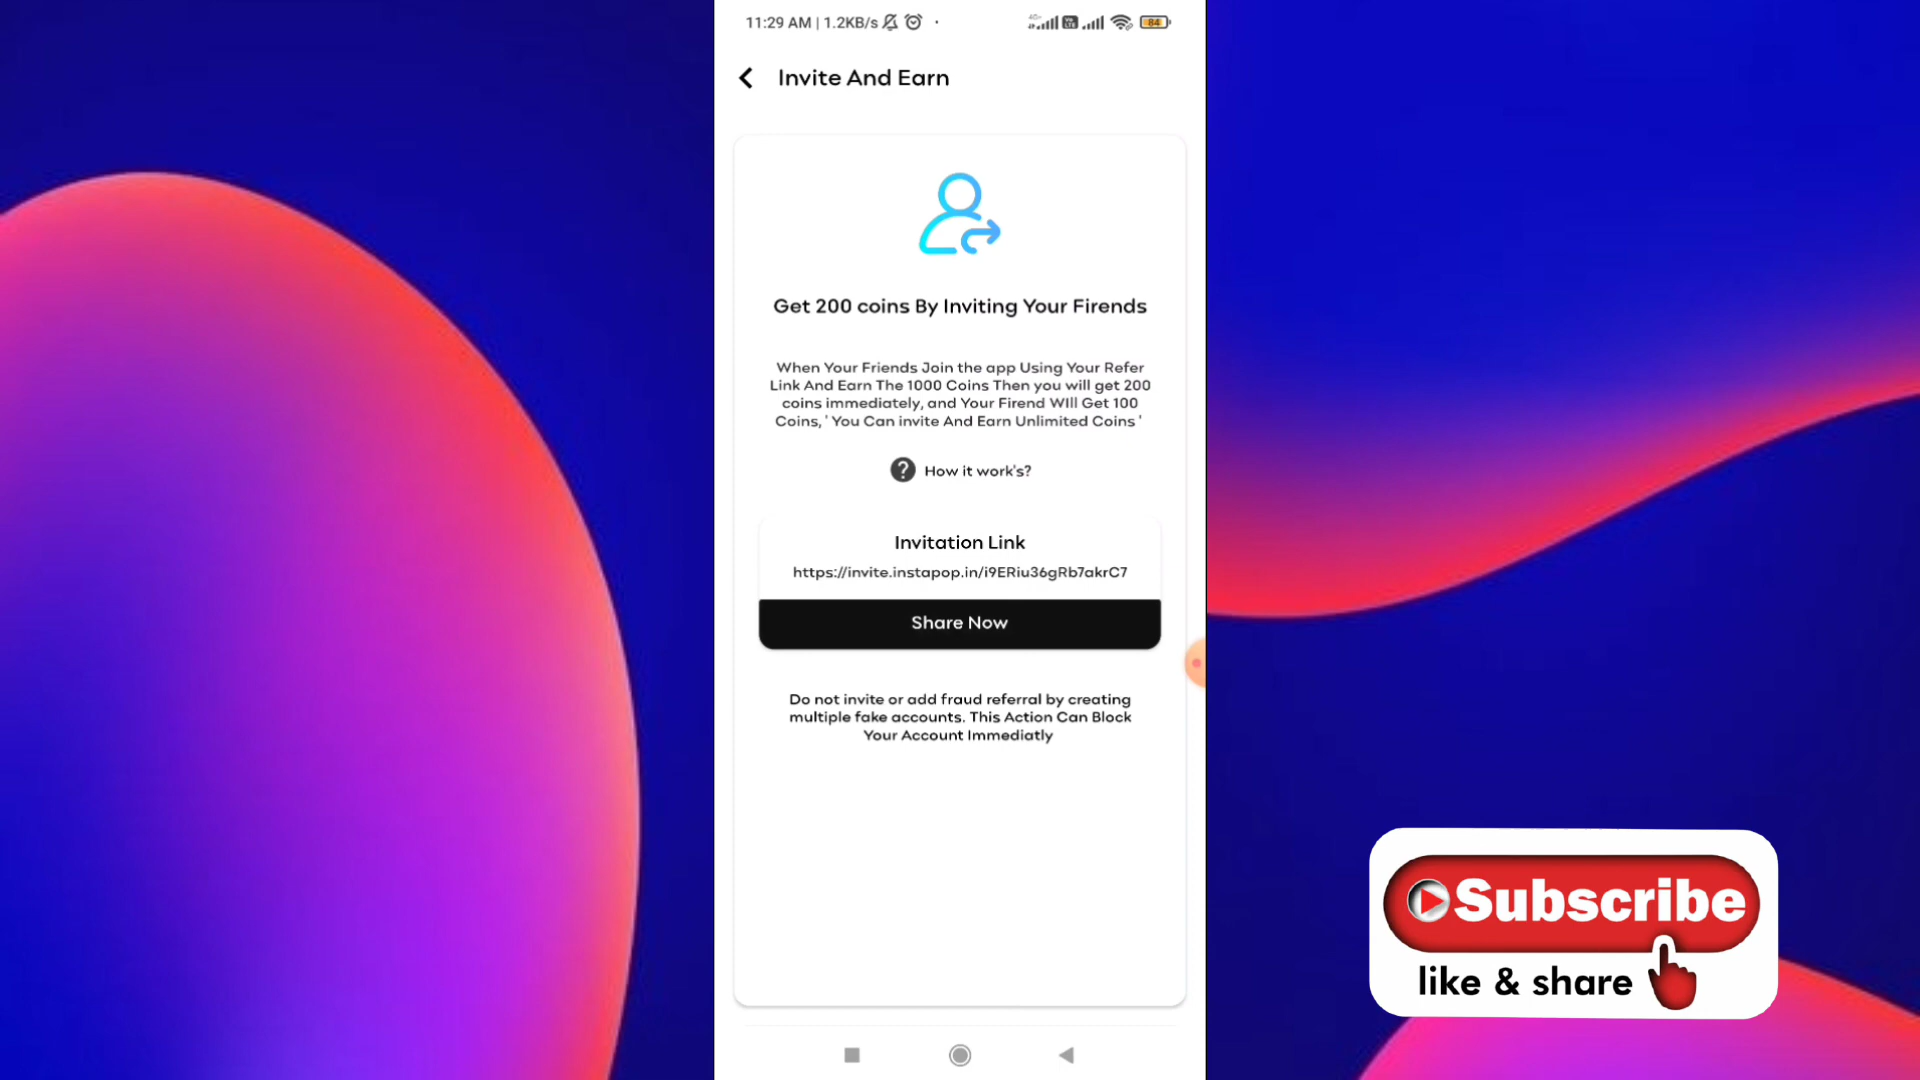 11:29 AM | 1.2KB/s
84
Invite And Earn
Get 200 coins By Inviting Your Firends
When Your Friends Join the app Using Your Refer
Link And Earn The 1000 Coins Then you will get 200
coins immediately, and Your Firend WIll Get 100
Coins, ' You Can invite And Earn Unlimited Coins '
? How it work's?
Invitation Link
https://invite.instapop.in/i9ERiu36gRb7akrC7
Share Now
Do not invite or add fraud referral by creating
multiple fake accounts. This Action Can Block
Your Account Immediatly
Subscribe
like & share